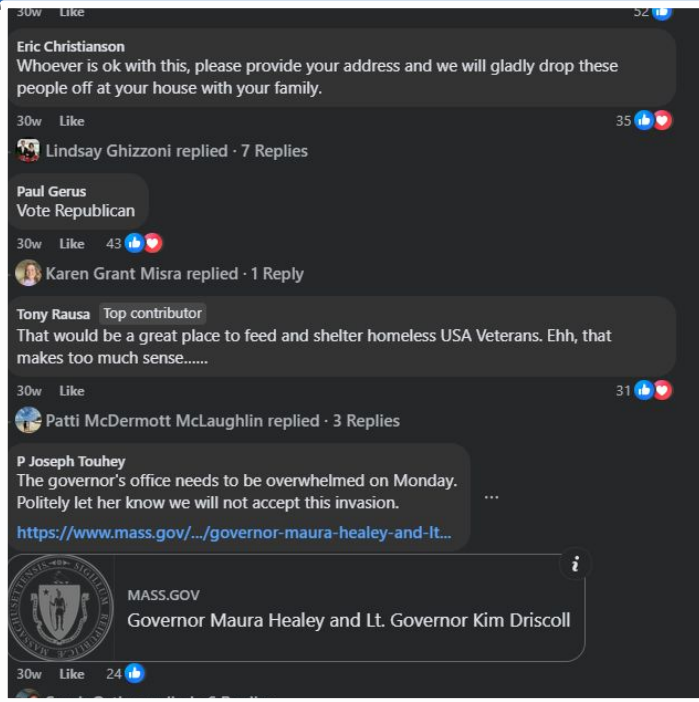 30w Like 52
Eric Christianson
Whoever is ok with this, please provide your address and we will gladly drop these
people off at your house with your family.
30w Like 35
Lindsay Ghizzoni replied · 7 Replies
Paul Gerus
Vote Republican
30w Like 43
Karen Grant Misra replied · 1 Reply
Tony Rausa Top contributor
That would be a great place to feed and shelter homeless USA Veterans. Ehh, that
makes too much sense......
30w Like 31
Patti McDermott McLaughlin replied · 3 Replies
P Joseph Touhey
The governor's office needs to be overwhelmed on Monday.
Politely let her know we will not accept this invasion.
https://www.mass.gov/.../governor-maura-healey-and-lt...
MASS.GOV
Governor Maura Healey and Lt. Governor Kim Driscoll
30w Like 24